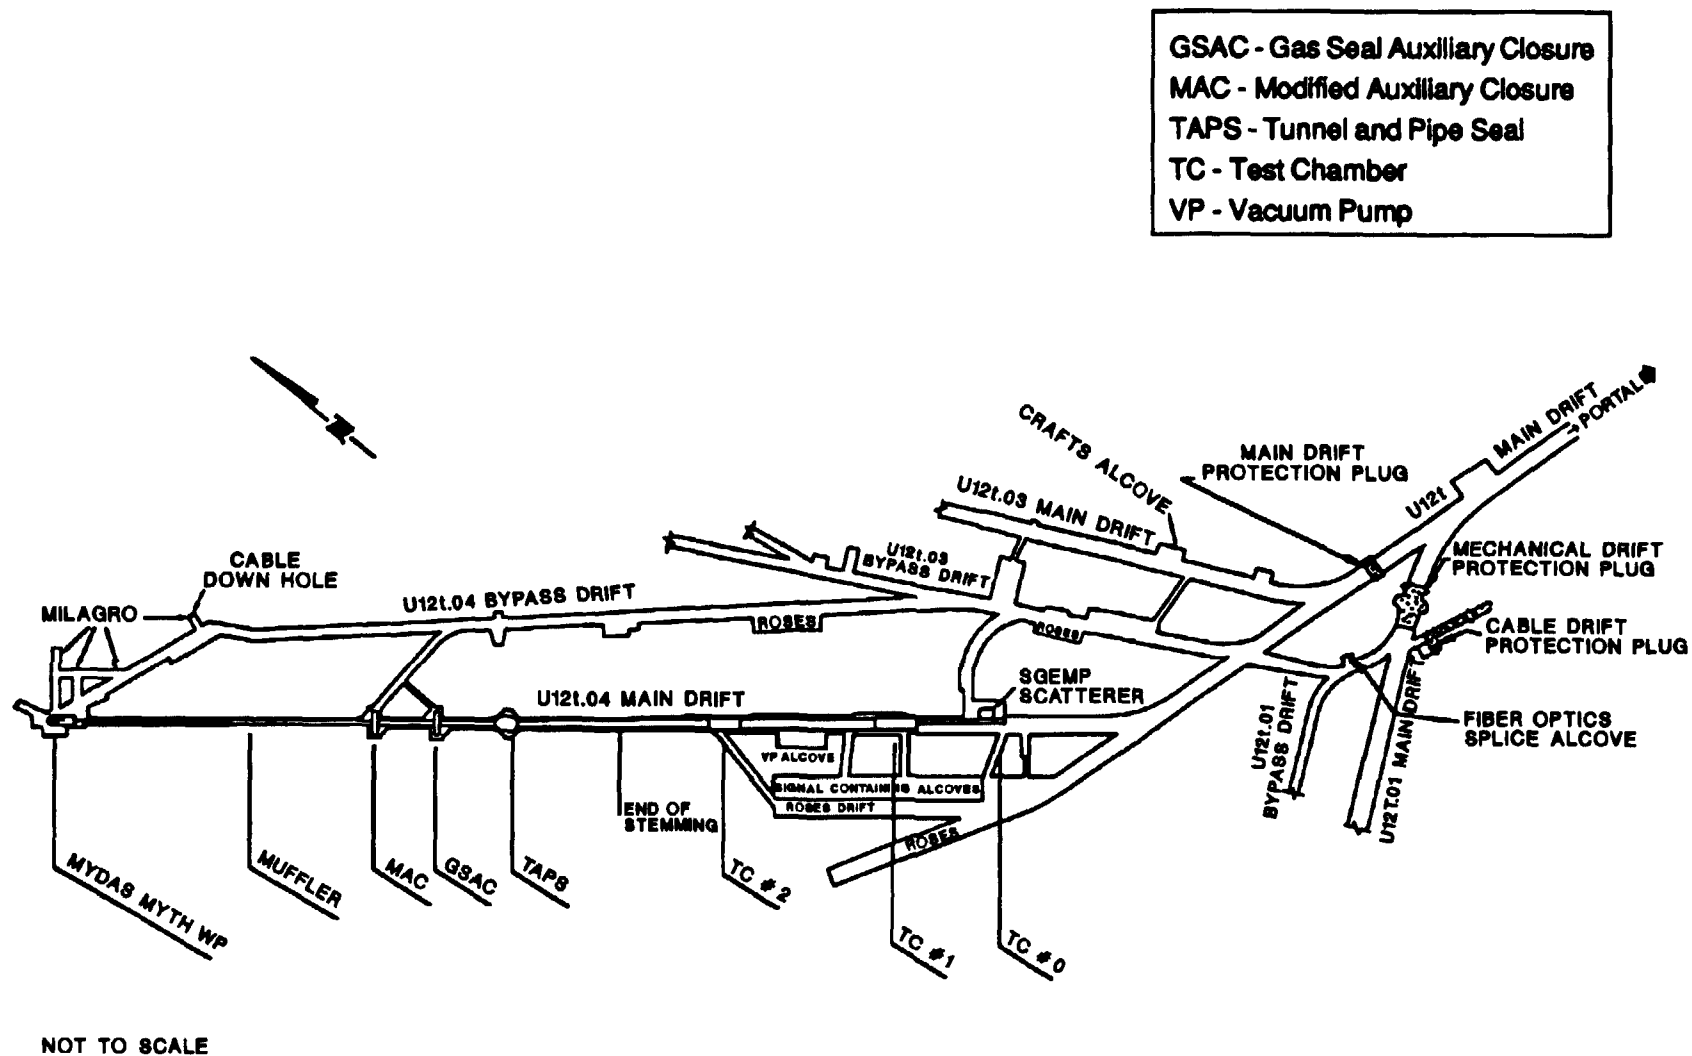 GSAC - Gas Seal Auxiliary Closure
MAC - Modified Auxiliary Closure
TAPS - Tunnel and Pipe Seal
TC - Test Chamber
VP - Vacuum Pump
N
MAIN DRIFT
PORTAL
CRAFTS ALCOVE
MAIN DRIFT
PROTECTION PLUG
U12t
U12t.03 MAIN DRIFT
MECHANICAL DRIFT
PROTECTION PLUG
CABLE
DOWN HOLE
U12t.03
BYPASS DRIFT
U12t.04 BYPASS DRIFT
MILAGRO
ROSES
ROSES
CABLE DRIFT
PROTECTION PLUG
SGEMP
SCATTERER
U12t.04 MAIN DRIFT
U12t.01
BYPASS DRIFT
U12T.01 MAIN DRIFT
FIBER OPTICS
SPLICE ALCOVE
VP ALCOVE
SIGNAL CONTAINING ALCOVES
ROSES DRIFT
END OF
STEMMING
ROSES
MYDAS MYTH WP
MUFFLER
MAC
GSAC
TAPS
TC #2
TC #1
TC #0
NOT TO SCALE